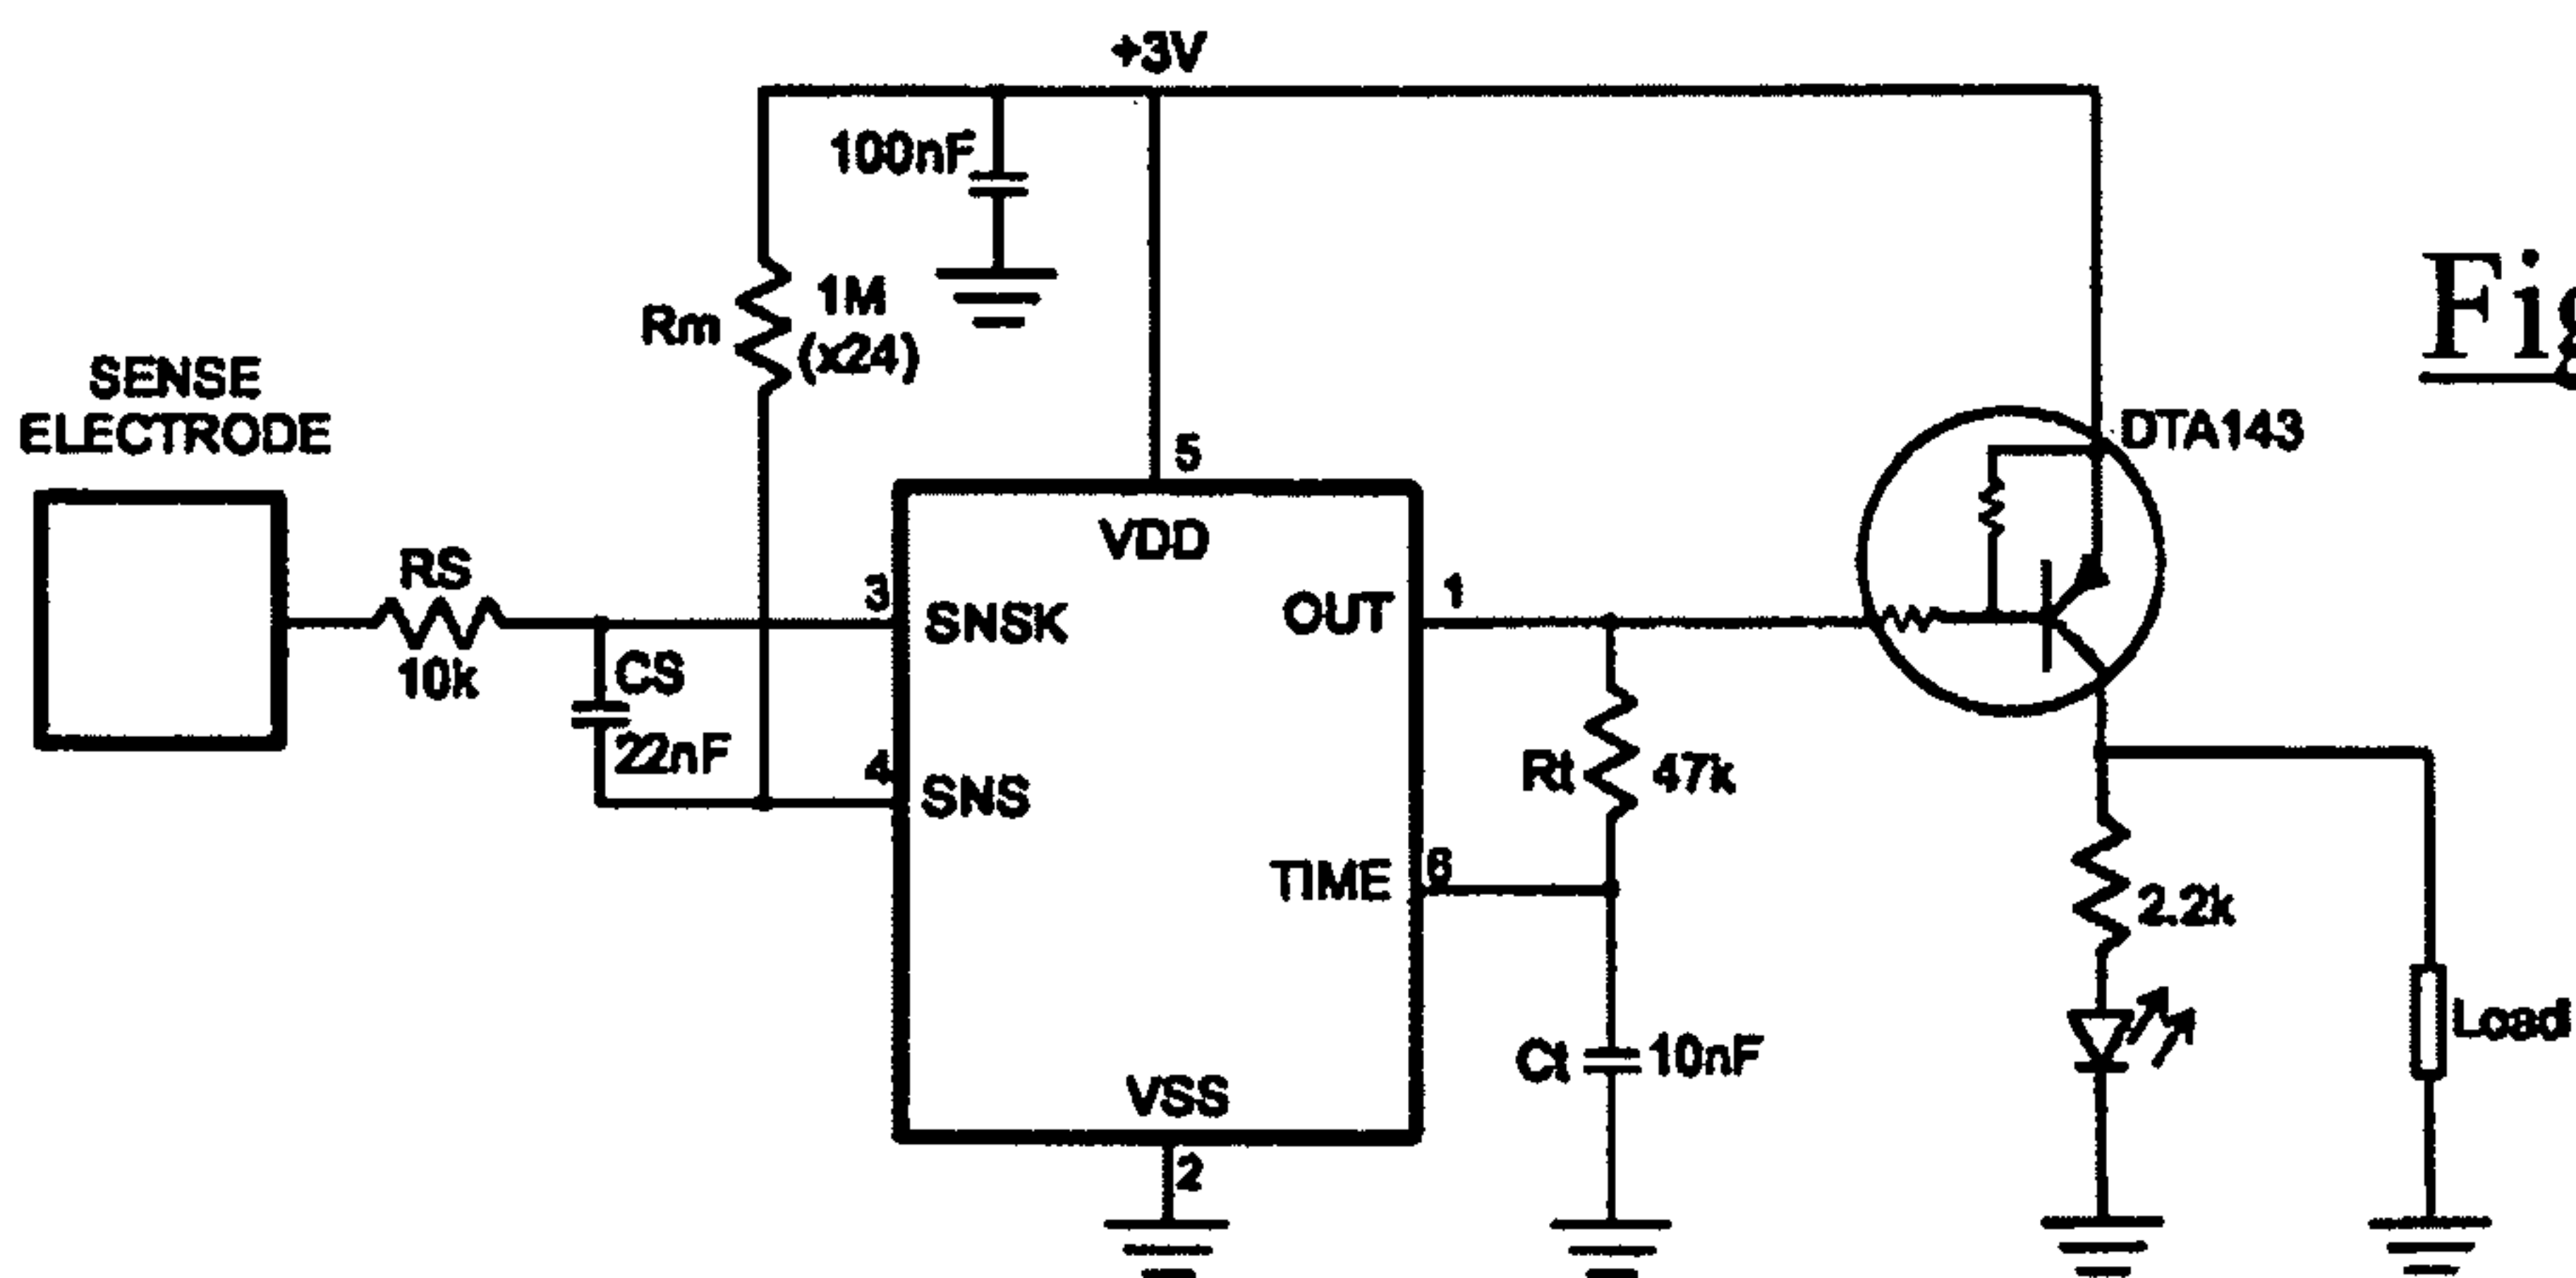 +3V
100nF
Rm
1M
(x24)
SENSE
ELECTRODE
RS
10k
CS
22nF
3
SNSK
4
SNS
5
VDD
OUT
1
TIME
6
VSS
2
Rt
47k
Ct
10nF
DTA143
2.2k
Load
Fig